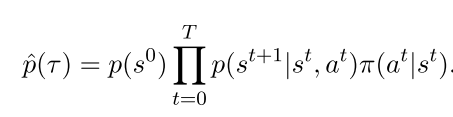 p̂(τ) = p(s⁰) ∏_{t=0}^{T} p(s^{t+1}|s^t, a^t)π(a^t|s^t).